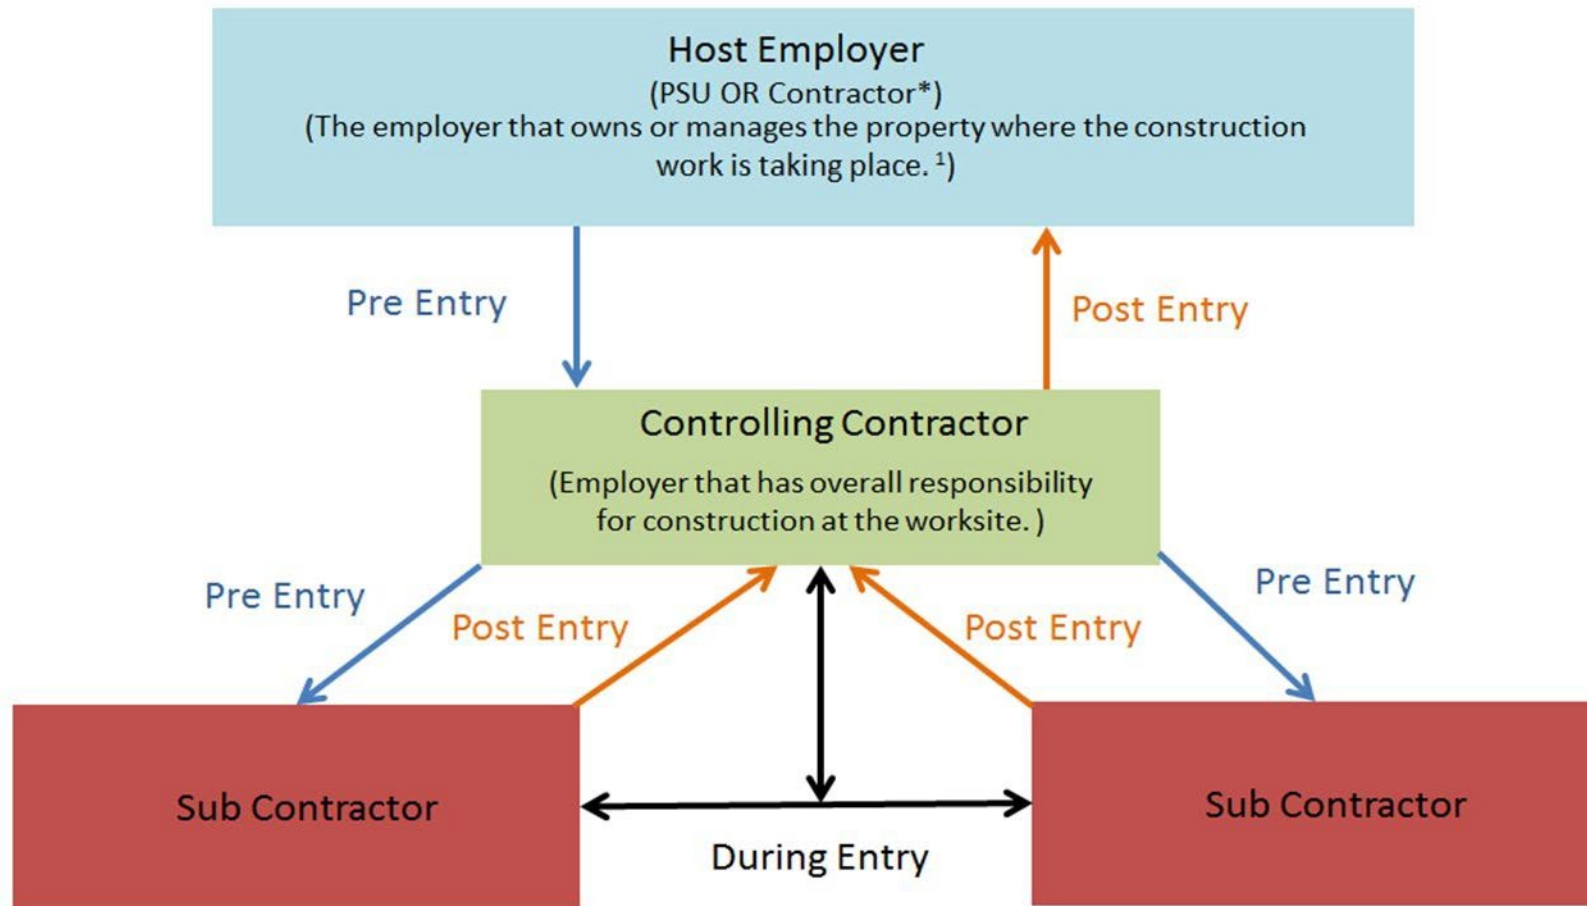 Host Employer
(PSU OR Contractor*)
(The employer that owns or manages the property where the construction
work is taking place. ¹)
Pre Entry
Post Entry
Controlling Contractor
(Employer that has overall responsibility
for construction at the worksite. )
Pre Entry
Post Entry
Post Entry
Pre Entry
Sub Contractor
Sub Contractor
During Entry